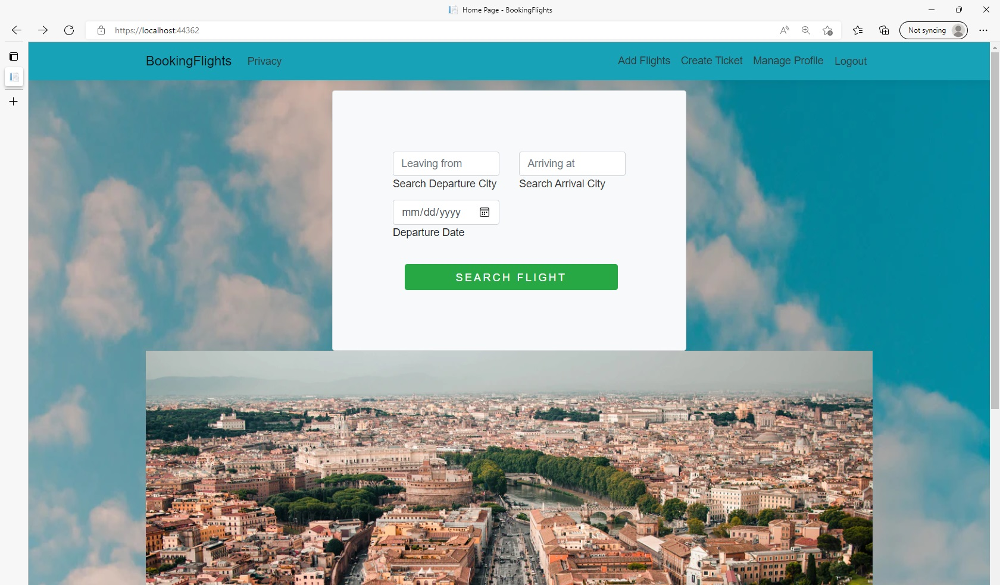 Home Page - BookingFlights
https://localhost:44362
Not syncing
BookingFlights Privacy Add Flights Create Ticket Manage Profile Logout
Leaving from Arriving at
Search Departure City Search Arrival City
mm/dd/yyyy
Departure Date
SEARCH FLIGHT